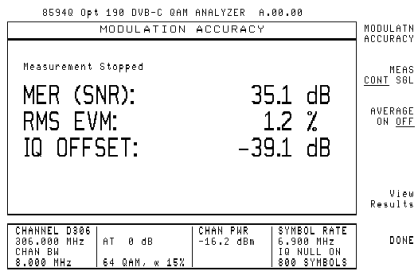 8594Q Opt 190 DVB-C QAM ANALYZER A.00.00
MODULATION ACCURACY
Measurement Stopped
MER (SNR): 35.1 dB
RMS EVM: 1.2 %
IQ OFFSET: -39.1 dB
MODULATN
ACCURACY
MEAS
CONT SGL
AVERAGE
ON OFF
View
Results
DONE
CHANNEL D306
306.000 MHz
CHAN BW
8.000 MHz
AT 0 dB
64 QAM, α 15%
CHAN PWR
-16.2 dBm
SYMBOL RATE
6.900 MHz
IQ NULL ON
800 SYMBOLS